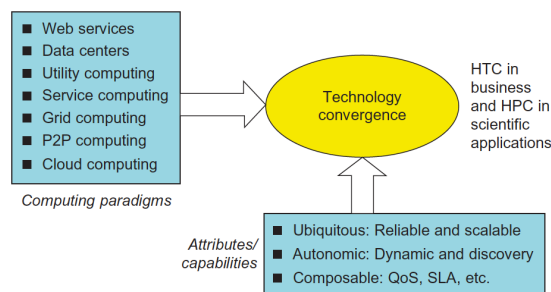 ■ Web services
■ Data centers
■ Utility computing
■ Service computing
■ Grid computing
■ P2P computing
■ Cloud computing
Computing paradigms
Technology
convergence
HTC in
business
and HPC in
scientific
applications
Attributes/
capabilities
■ Ubiquitous: Reliable and scalable
■ Autonomic: Dynamic and discovery
■ Composable: QoS, SLA, etc.